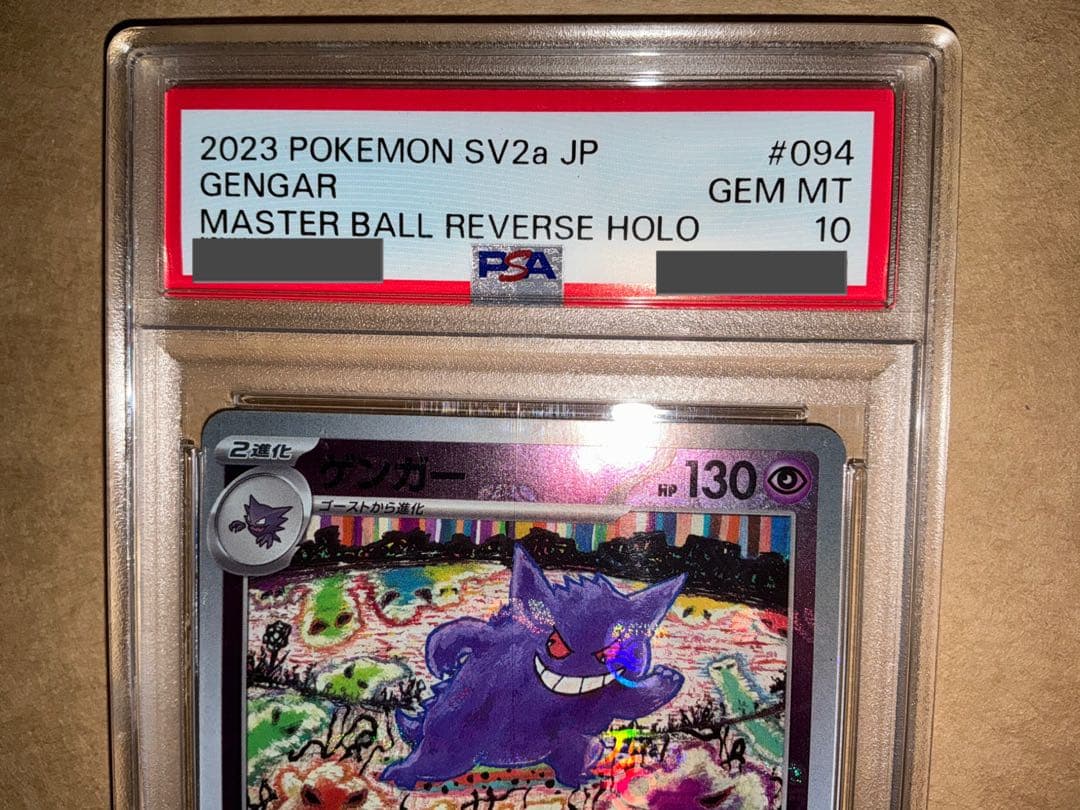 2023 POKEMON SV2a JP #094
GENGAR GEM MT
MASTER BALL REVERSE HOLO 10
PSA
2進化
ゲンガー HP 130
ゴーストから進化